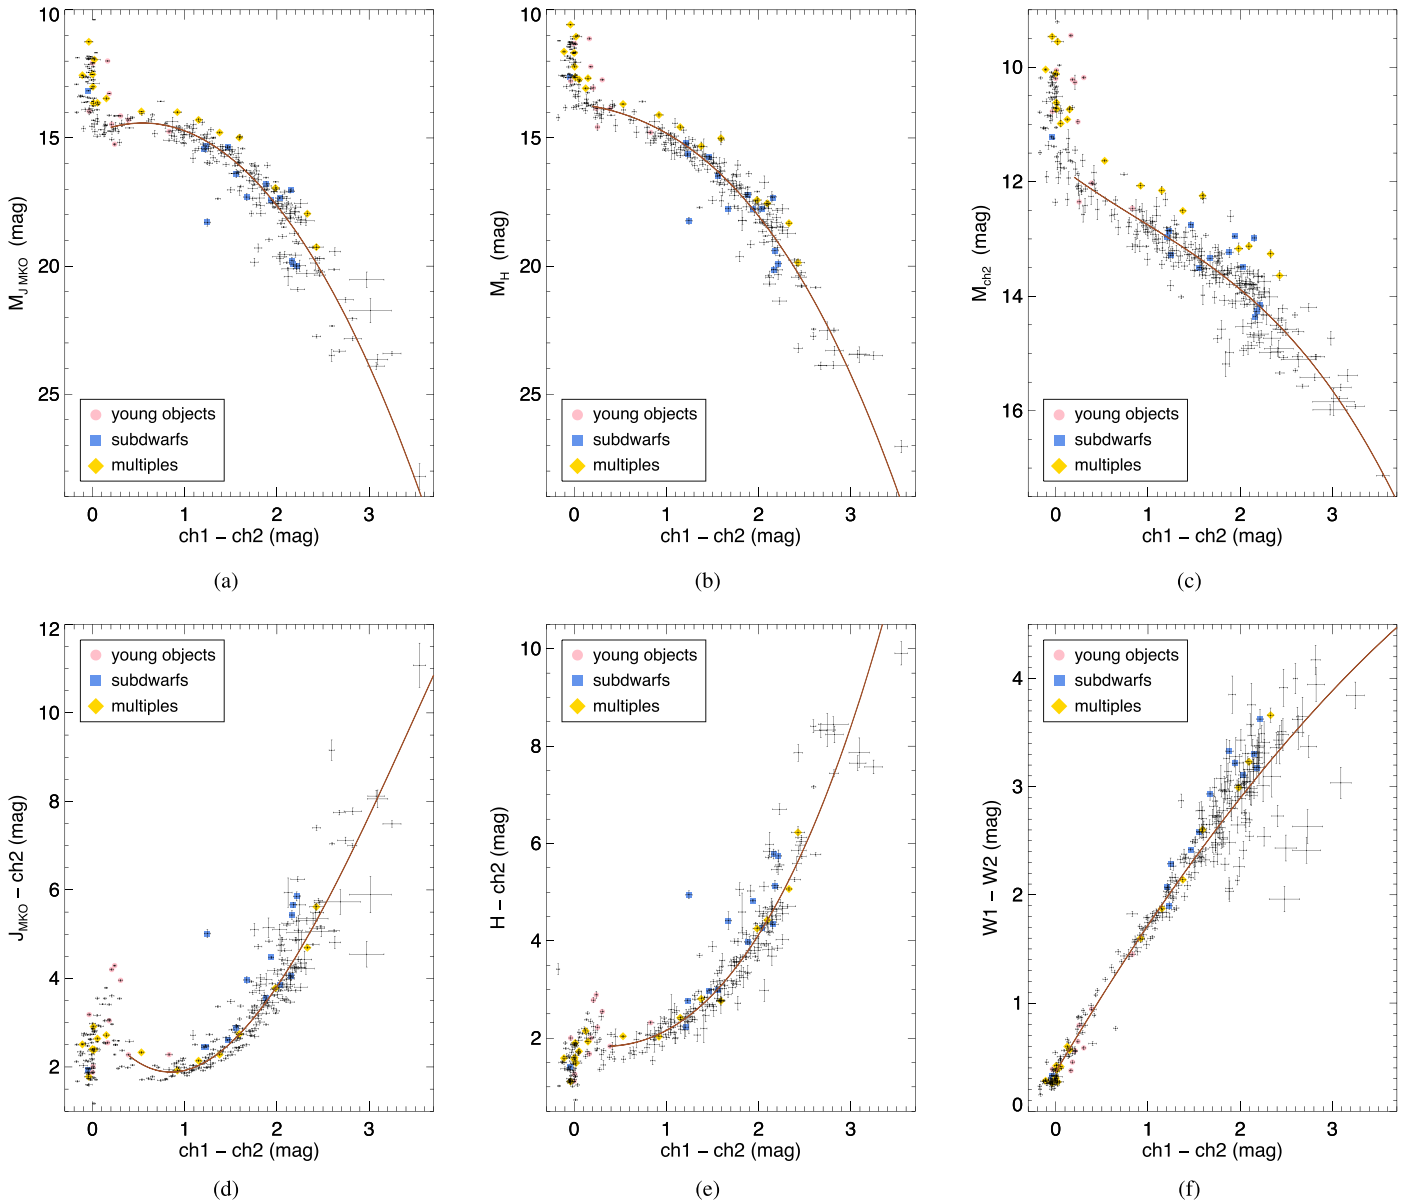 10
15
20
25
M_J MKO (mag)
young objects
subdwarfs
multiples
0 1 2 3
ch1 − ch2 (mag)
(a)
10
15
20
25
M_H (mag)
young objects
subdwarfs
multiples
0 1 2 3
ch1 − ch2 (mag)
(b)
10
12
14
16
M_ch2 (mag)
young objects
subdwarfs
multiples
0 1 2 3
ch1 − ch2 (mag)
(c)
12
10
8
6
4
2
J_MKO − ch2 (mag)
young objects
subdwarfs
multiples
0 1 2 3
ch1 − ch2 (mag)
(d)
10
8
6
4
2
H − ch2 (mag)
young objects
subdwarfs
multiples
0 1 2 3
ch1 − ch2 (mag)
(e)
4
3
2
1
0
W1 − W2 (mag)
young objects
subdwarfs
multiples
0 1 2 3
ch1 − ch2 (mag)
(f)